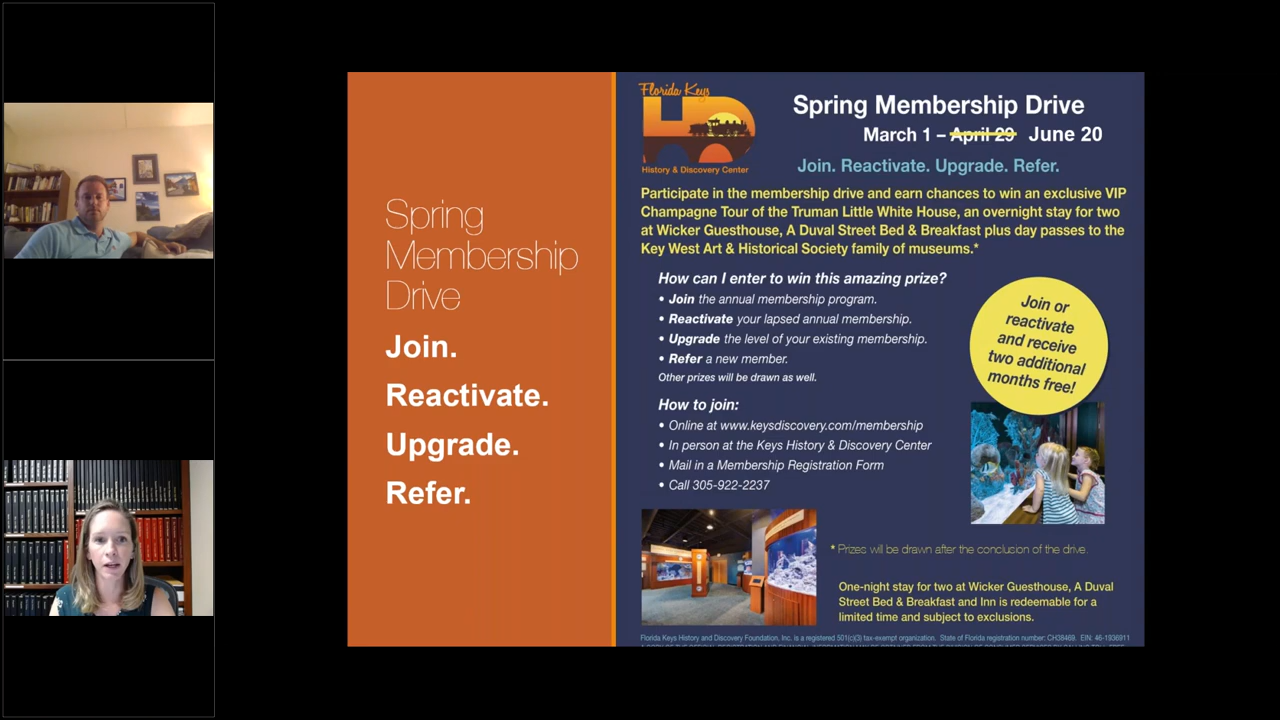 Spring
Membership
Drive
Join.
Reactivate.
Upgrade.
Refer.
Florida Keys
History & Discovery Center
Spring Membership Drive
March 1 – April 29 June 20
Join. Reactivate. Upgrade. Refer.
Participate in the membership drive and earn chances to win an exclusive VIP
Champagne Tour of the Truman Little White House, an overnight stay for two
at Wicker Guesthouse, A Duval Street Bed & Breakfast plus day passes to the
Key West Art & Historical Society family of museums.*
How can I enter to win this amazing prize?
• Join the annual membership program.
• Reactivate your lapsed annual membership.
• Upgrade the level of your existing membership.
• Refer a new member.
Other prizes will be drawn as well.
Join or
reactivate
and receive
two additional
months free!
How to join:
• Online at www.keysdiscovery.com/membership
• In person at the Keys History & Discovery Center
• Mail in a Membership Registration Form
• Call 305-922-2237
* Prizes will be drawn after the conclusion of the drive.
One-night stay for two at Wicker Guesthouse, A Duval
Street Bed & Breakfast and Inn is redeemable for a
limited time and subject to exclusions.
Florida Keys History and Discovery Foundation, Inc. is a registered 501(c)(3) tax-exempt organization. State of Florida registration number: CH38469. EIN: 46-1936911